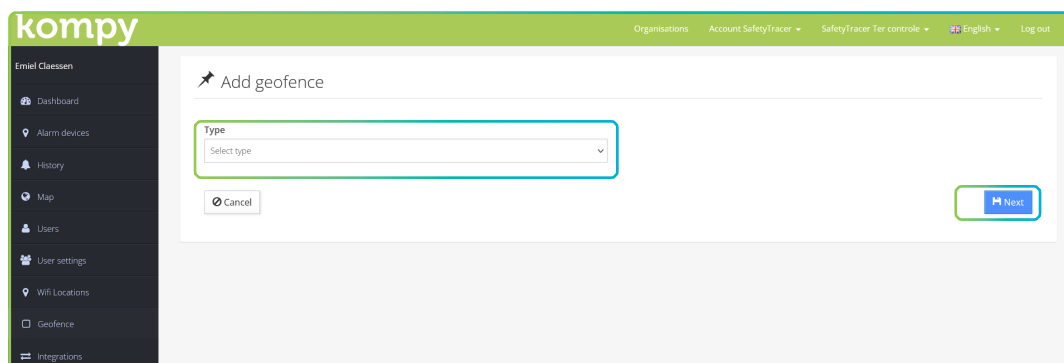 kompy
Organisations Account SafetyTracer SafetyTracer Ter controle English Log out
Emiel Claessen
Dashboard
Alarm devices
History
Map
Users
User settings
Wifi Locations
Geofence
Integrations
Add geofence
Type
Select type
Cancel
Next